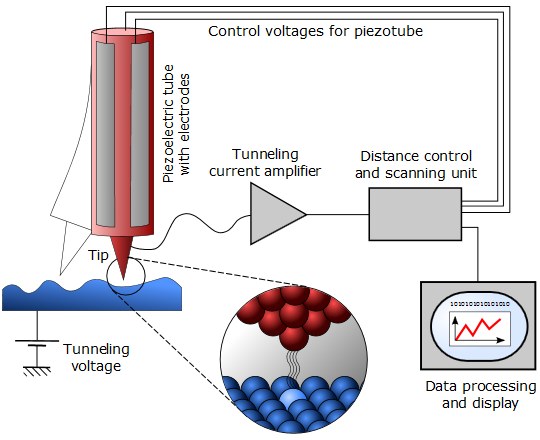 Control voltages for piezotube
Piezoelectric tube
with electrodes
Tunneling
current amplifier
Distance control
and scanning unit
Tip
10101010101010
Tunneling
voltage
Data processing
and display